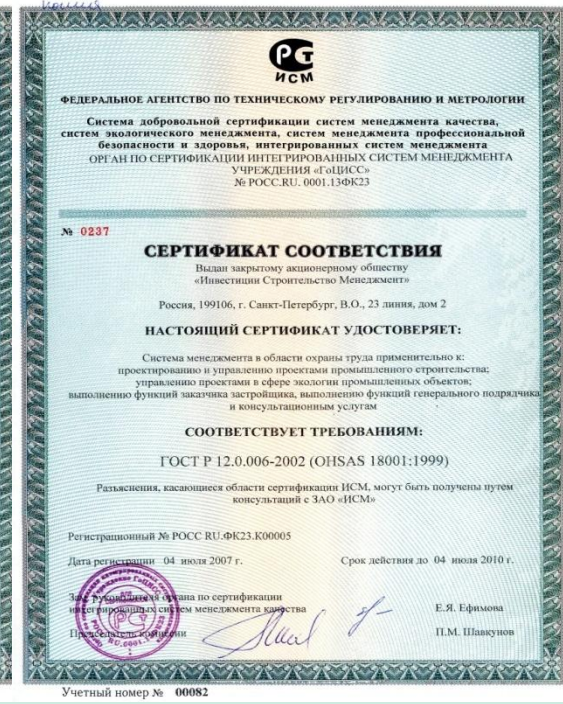 Копия
РСТ
ИСМ
ФЕДЕРАЛЬНОЕ АГЕНТСТВО ПО ТЕХНИЧЕСКОМУ РЕГУЛИРОВАНИЮ И МЕТРОЛОГИИ
Система добровольной сертификации систем менеджмента качества,
систем экологического менеджмента, систем менеджмента профессиональной
безопасности и здоровья, интегрированных систем менеджмента
ОРГАН ПО СЕРТИФИКАЦИИ ИНТЕГРИРОВАННЫХ СИСТЕМ МЕНЕДЖМЕНТА
УЧРЕЖДЕНИЯ «ГоЦИСС»
№ РОСС.RU. 0001.13ФК23
№ 0237
СЕРТИФИКАТ СООТВЕТСТВИЯ
Выдан закрытому акционерному обществу
«Инвестиции Строительство Менеджмент»
Россия, 199106, г. Санкт-Петербург, В.О., 23 линия, дом 2
НАСТОЯЩИЙ СЕРТИФИКАТ УДОСТОВЕРЯЕТ:
Система менеджмента в области охраны труда применительно к:
проектированию и управлению проектами промышленного строительства;
управлению проектами в сфере экологии промышленных объектов;
выполнению функций заказчика застройщика, выполнению функций генерального подрядчика
и консультационным услугам
СООТВЕТСТВУЕТ ТРЕБОВАНИЯМ:
ГОСТ Р 12.0.006-2002 (OHSAS 18001:1999)
Разъяснения, касающиеся области сертификации ИСМ, могут быть получены путем
консультаций с ЗАО «ИСМ»
Регистрационный № РОСС RU.ФК23.К00005
Дата регистрации 04 июля 2007 г. Срок действия до 04 июля 2010 г.
Зам. руководителя органа по сертификации
интегрированных систем менеджмента качества Е.Я. Ефимова
Председатель комиссии П.М. Шавкунов
Учетный номер № 00082